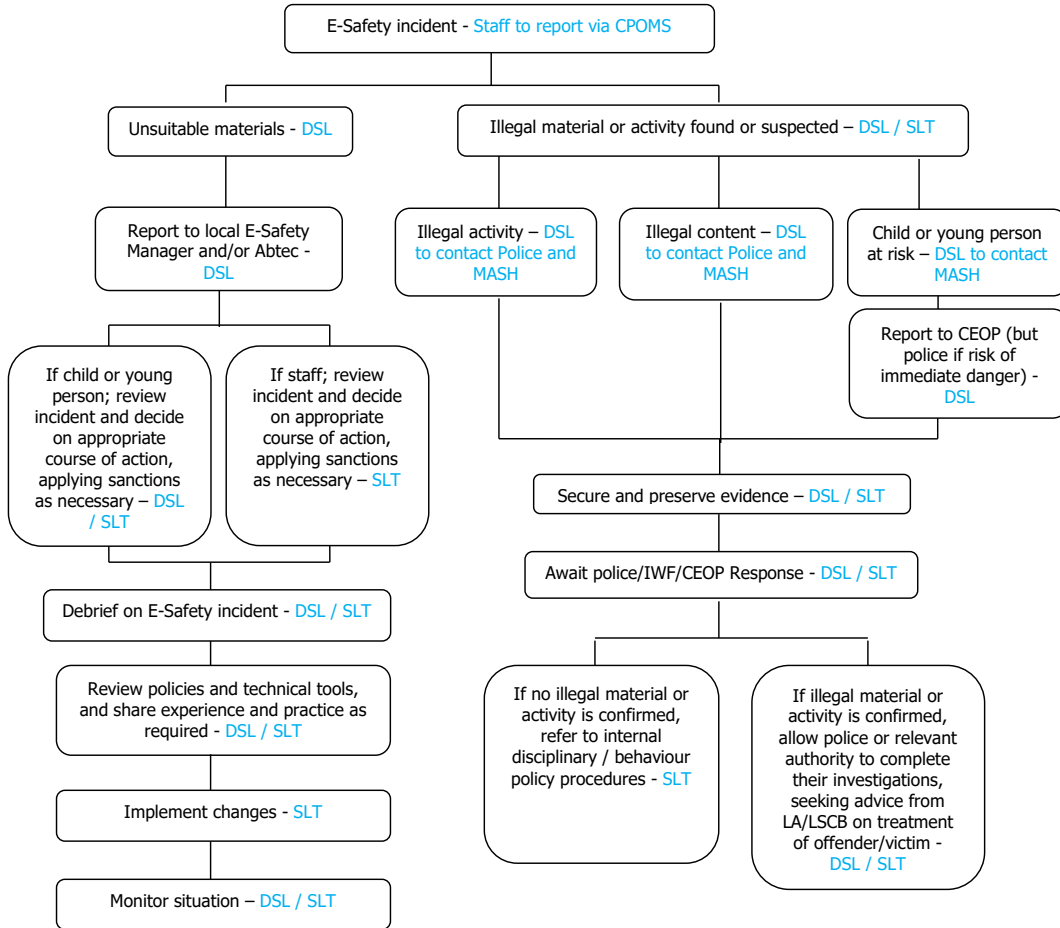 E-Safety incident - Staff to report via CPOMS
Unsuitable materials - DSL
Illegal material or activity found or suspected – DSL / SLT
Report to local E-Safety
Manager and/or Abtec -
DSL
Illegal activity – DSL
to contact Police and
MASH
Illegal content – DSL
to contact Police and
MASH
Child or young person
at risk – DSL to contact
MASH
Report to CEOP (but
police if risk of
immediate danger) -
DSL
If child or young
person; review
incident and decide
on appropriate
course of action,
applying sanctions
as necessary – DSL
/ SLT
If staff; review
incident and decide
on appropriate
course of action,
applying sanctions
as necessary – SLT
Secure and preserve evidence – DSL / SLT
Await police/IWF/CEOP Response - DSL / SLT
Debrief on E-Safety incident - DSL / SLT
Review policies and technical tools,
and share experience and practice as
required - DSL / SLT
Implement changes - SLT
Monitor situation – DSL / SLT
If no illegal material or
activity is confirmed,
refer to internal
disciplinary / behaviour
policy procedures - SLT
If illegal material or
activity is confirmed,
allow police or relevant
authority to complete
their investigations,
seeking advice from
LA/LSCB on treatment
of offender/victim -
DSL / SLT